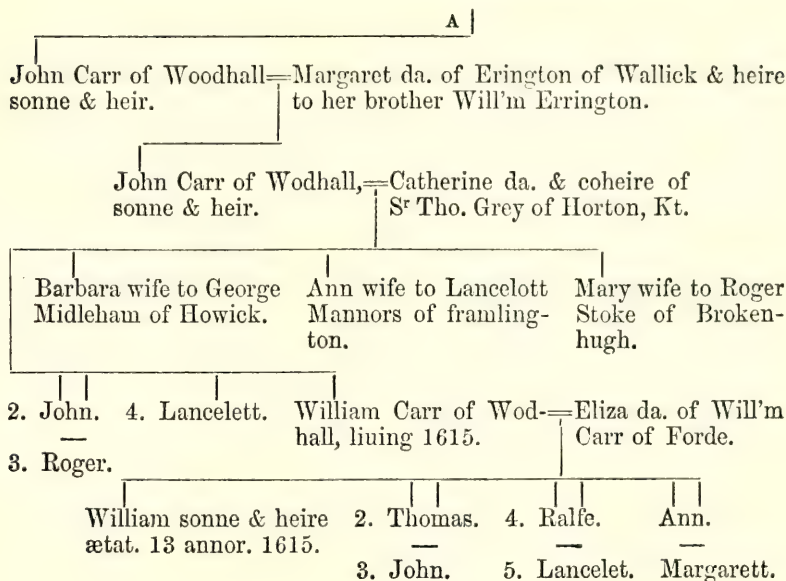 A
John Carr of Woodhall=Margaret da. of Erington of Wallick & heire
sonne & heir. to her brother Will'm Errington.
John Carr of Wodhall,=Catherine da. & coheire of
sonne & heir. Sr Tho. Grey of Horton, Kt.
Barbara wife to George Ann wife to Lancelott Mary wife to Roger
Midleham of Howick. Mannors of framling- Stoke of Broken-
ton. hugh.
2. John. 4. Lancelett. William Carr of Wod-=Eliza da. of Will'm
— hall, liuing 1615. Carr of Forde.
3. Roger.
William sonne & heire 2. Thomas. 4. Ralfe. Ann.
ætat. 13 annor. 1615. — — —
3. John. 5. Lancelet. Margarett.